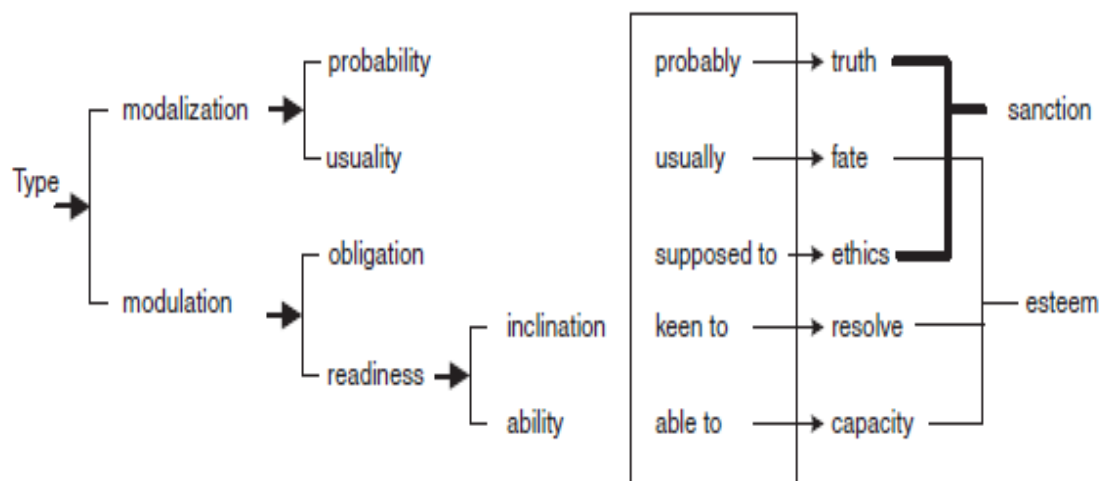 probability probably truth
modalization sanction
usuality usually fate
Type
obligation supposed to ethics
modulation esteem
inclination keen to resolve
readiness
ability able to capacity